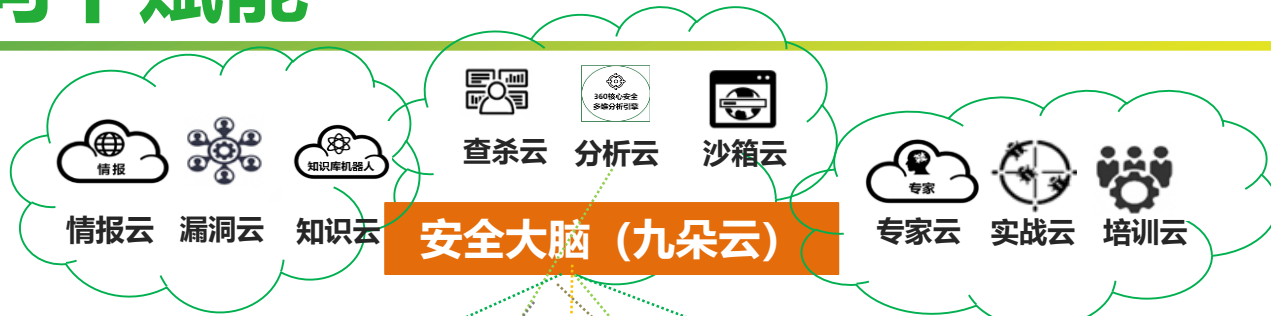 赋能
查杀云
360核心安全
多维分析引擎
分析云
沙箱云
情报
情报云
漏洞云
知识库机器人
知识云
安全大脑（九朵云）
专家
专家云
实战云
培训云